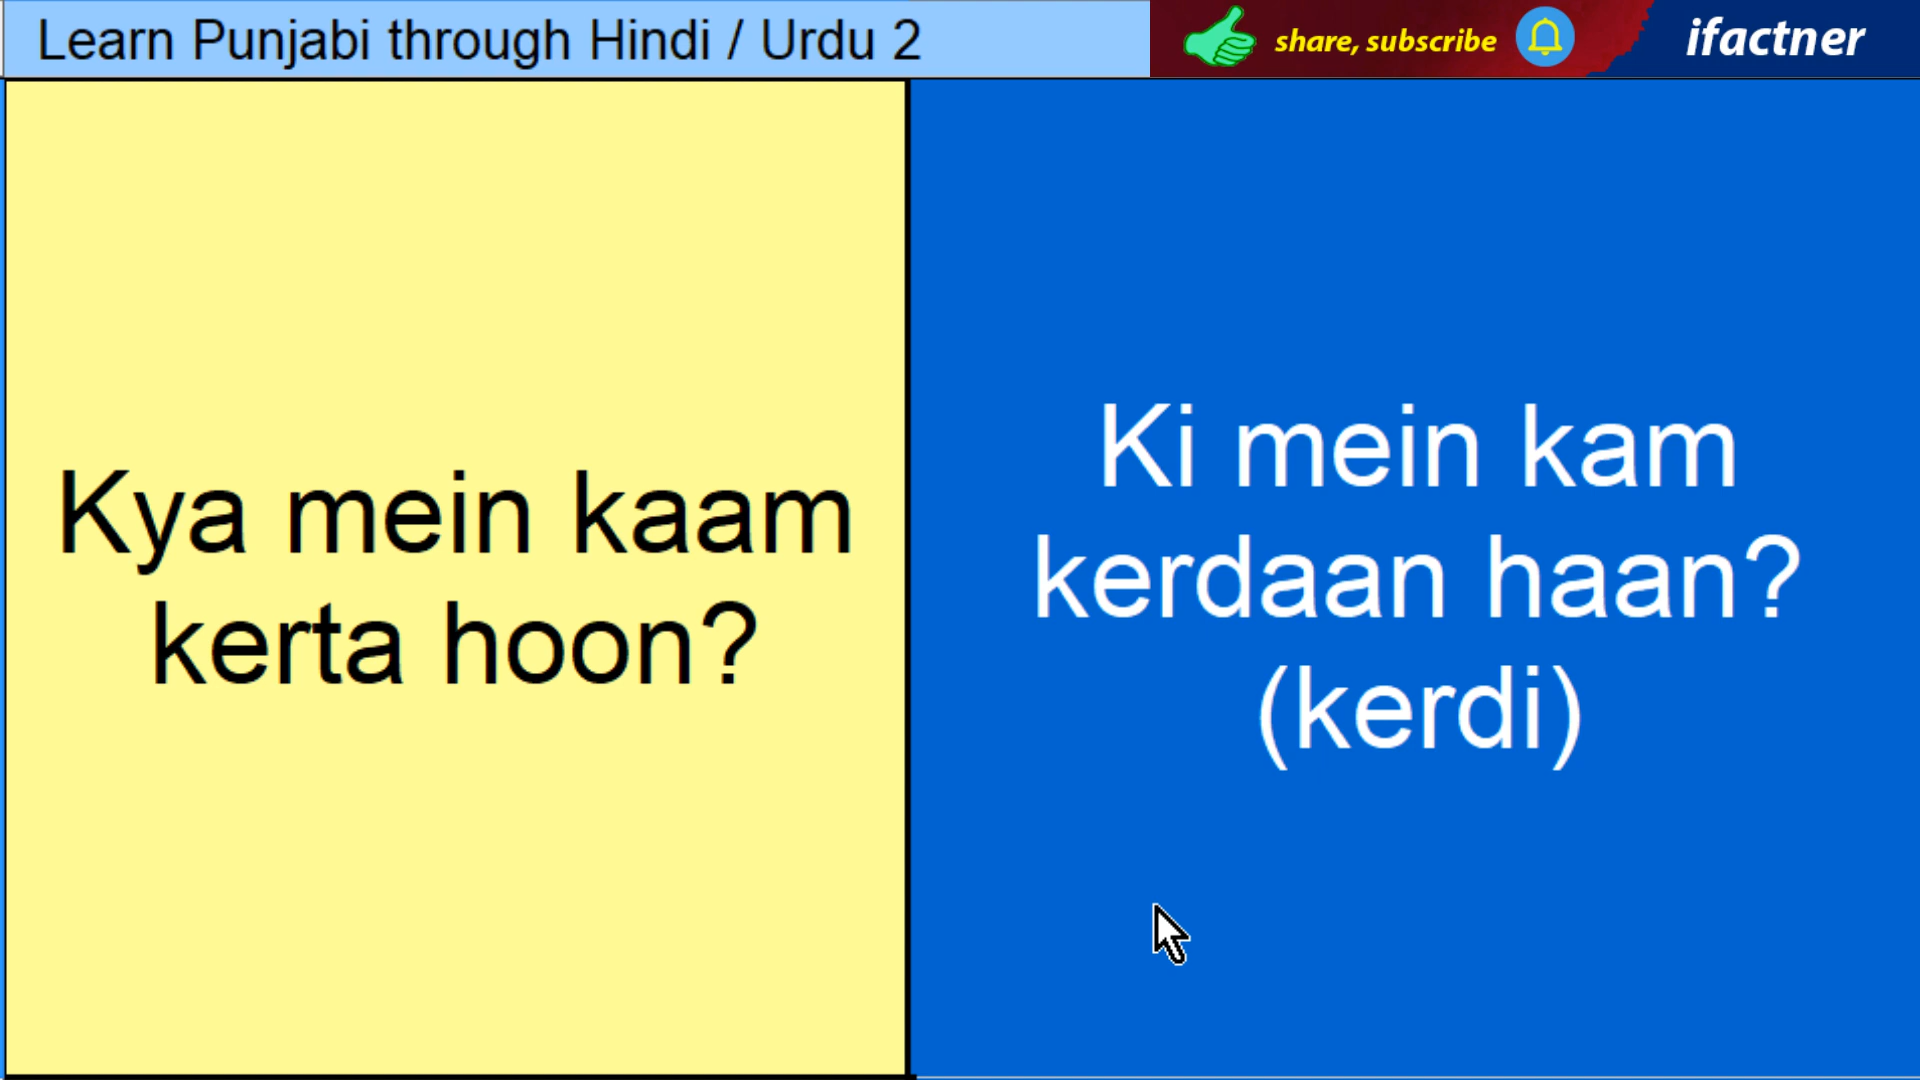 Learn Punjabi through Hindi / Urdu 2
share, subscribe
ifactner
Kya mein kaam
kerta hoon?
Ki mein kam
kerdaan haan?
(kerdi)